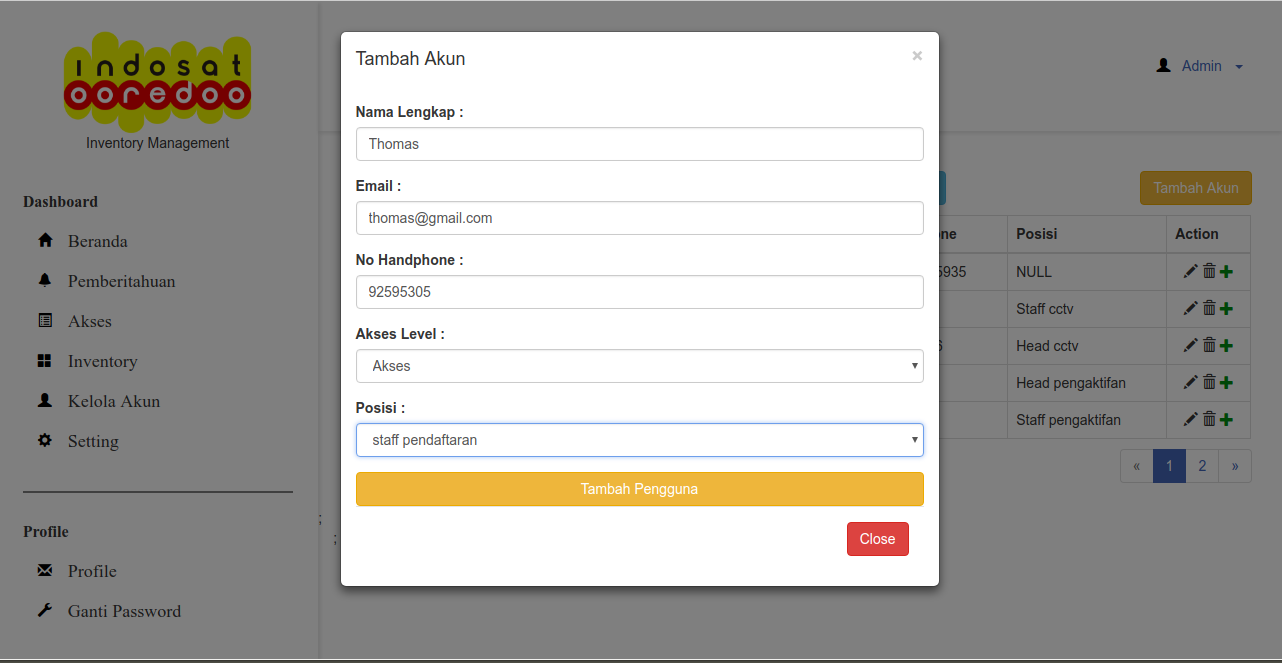 indosat
ooredoo
Inventory Management
Dashboard
Beranda
Pemberitahuan
Akses
Inventory
Kelola Akun
Setting
Profile
Profile
Ganti Password
Admin
Tambah Akun
Posisi
Action
5935
NULL
Staff cctv
Head cctv
Head pengaktifan
Staff pengaktifan
« 1 2 »
;
;
Tambah Akun
×
Nama Lengkap :
Thomas
Email :
thomas@gmail.com
No Handphone :
92595305
Akses Level :
Akses
Posisi :
staff pendaftaran
Tambah Pengguna
Close